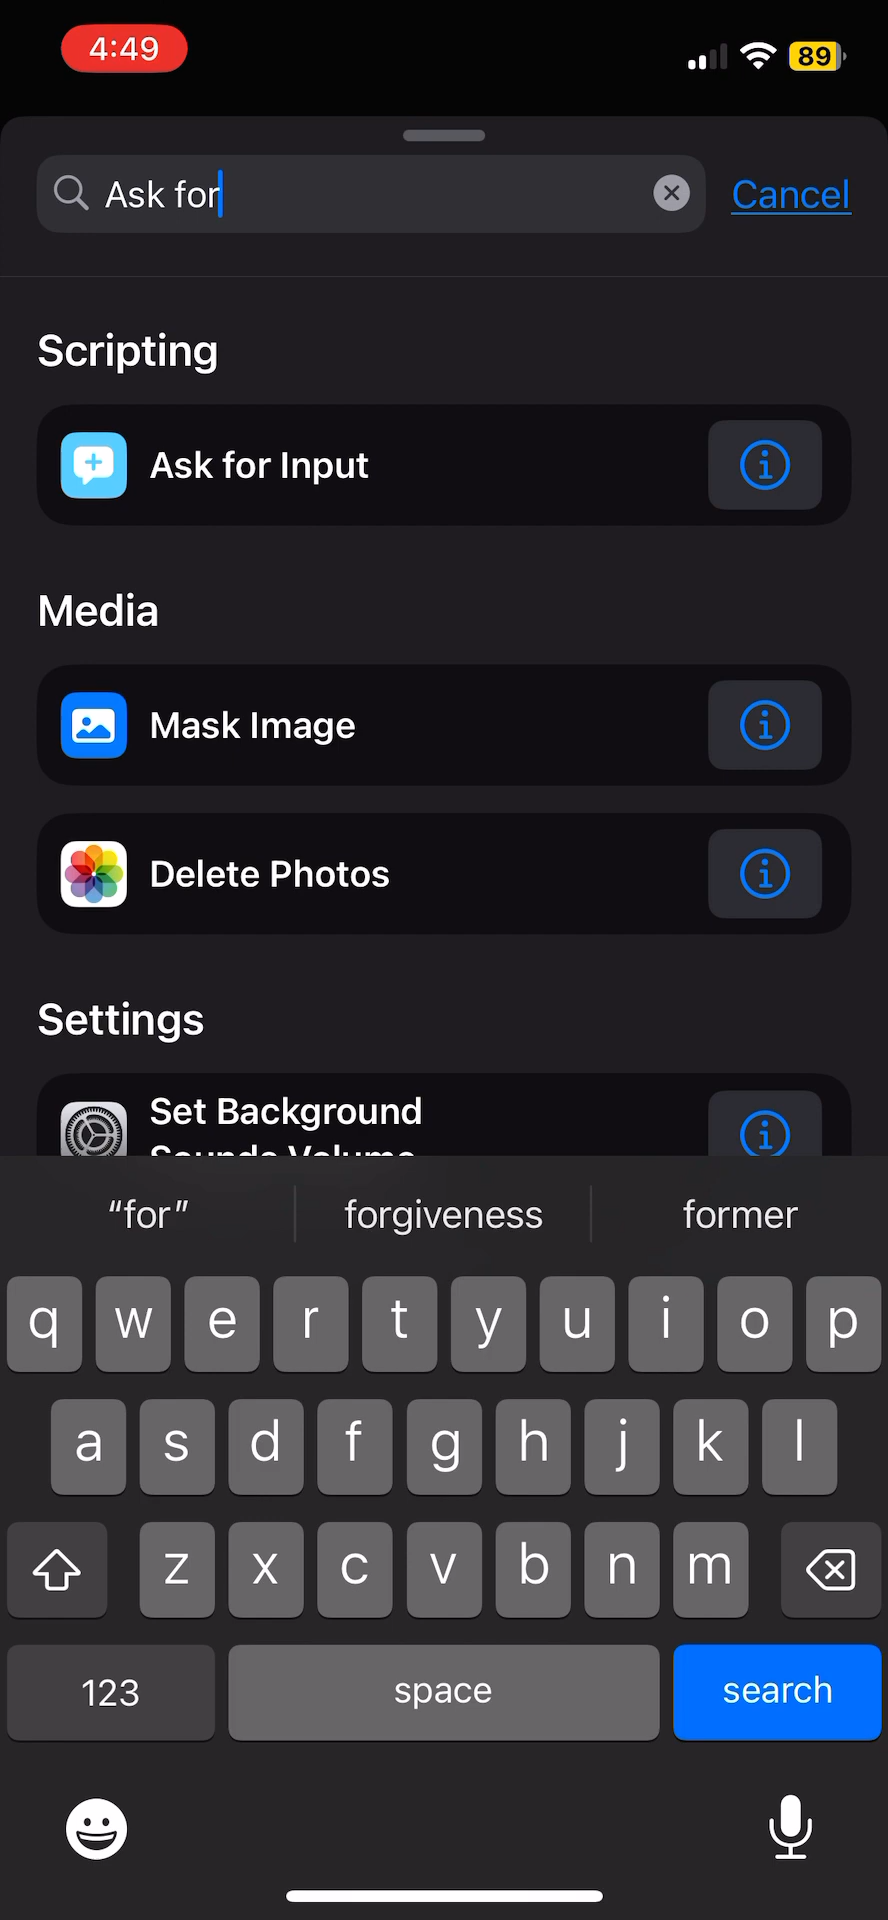 4:49
89
Ask for
Cancel
Scripting
Ask for Input
Media
Mask Image
Delete Photos
Settings
Set Background
Sounds Volume
“for”
forgiveness
former
q w e r t y u i o p
a s d f g h j k l
z x c v b n m
123
space
search